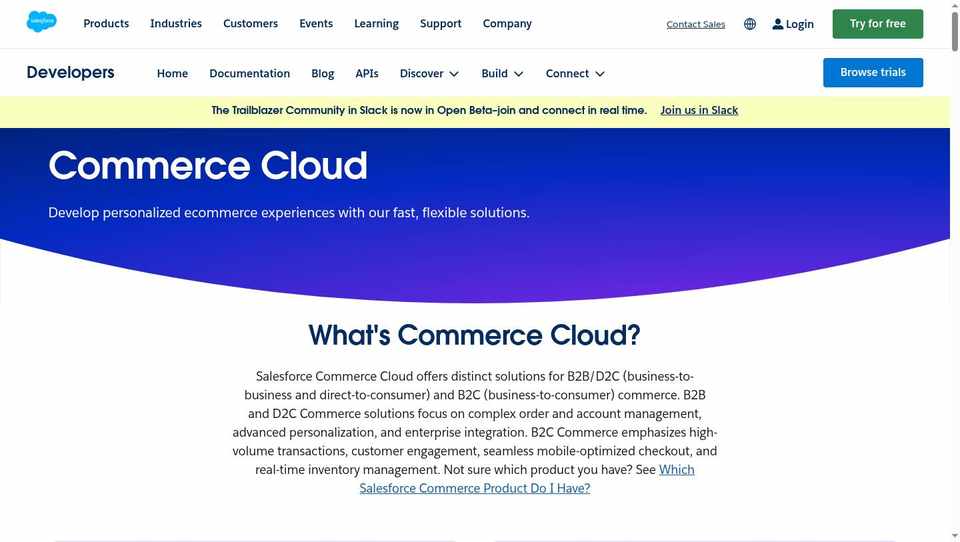 salesforce
Products
Industries
Customers
Events
Learning
Support
Company
Contact Sales
Login
Try for free
Developers
Home
Documentation
Blog
APIs
Discover
Build
Connect
Browse trials
The Trailblazer Community in Slack is now in Open Beta–join and connect in real time. Join us in Slack
Commerce Cloud
Develop personalized ecommerce experiences with our fast, flexible solutions.
What's Commerce Cloud?
Salesforce Commerce Cloud offers distinct solutions for B2B/D2C (business-to-
business and direct-to-consumer) and B2C (business-to-consumer) commerce. B2B
and D2C Commerce solutions focus on complex order and account management,
advanced personalization, and enterprise integration. B2C Commerce emphasizes high-
volume transactions, customer engagement, seamless mobile-optimized checkout, and
real-time inventory management. Not sure which product you have? See Which
Salesforce Commerce Product Do I Have?